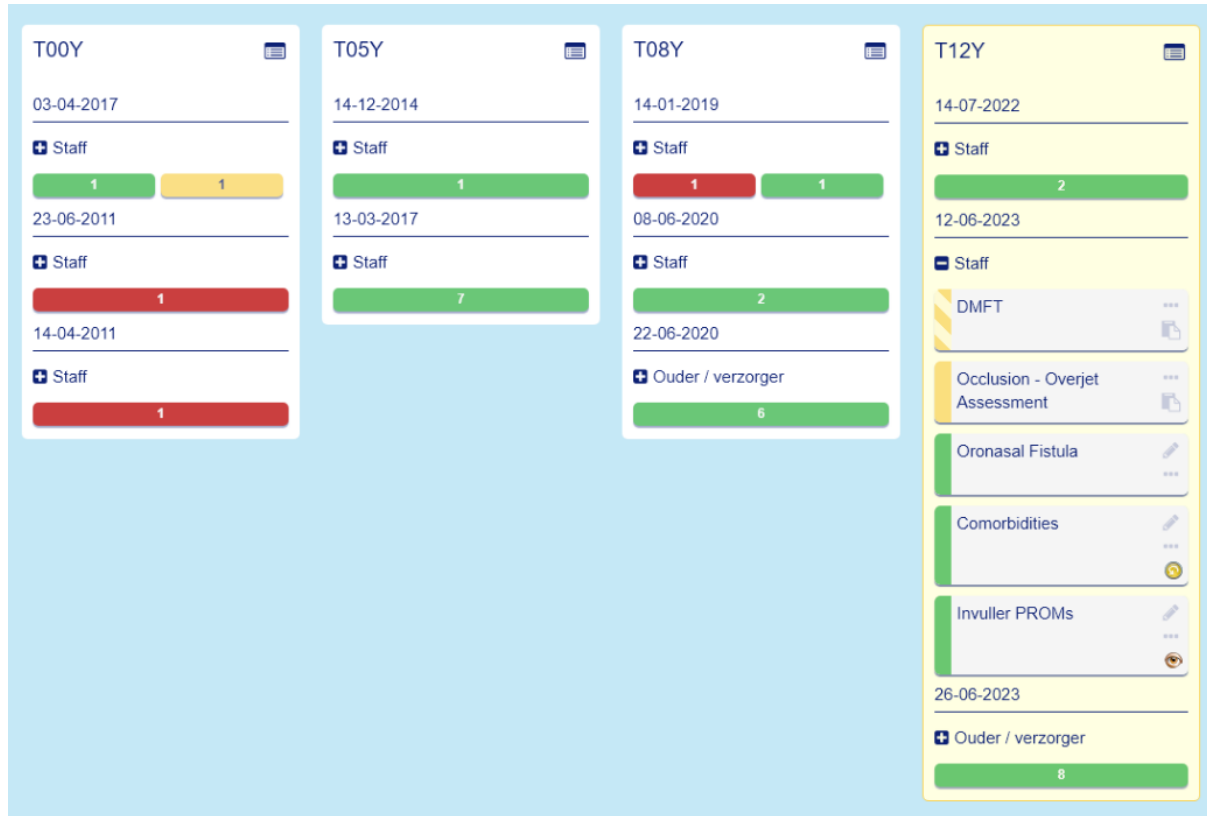 T00Y
03-04-2017
Staff
1 1
23-06-2011
Staff
1
14-04-2011
Staff
1
T05Y
14-12-2014
Staff
1
13-03-2017
Staff
7
T08Y
14-01-2019
Staff
1 1
08-06-2020
Staff
2
22-06-2020
Ouder / verzorger
6
T12Y
14-07-2022
Staff
2
12-06-2023
Staff
DMFT
Occlusion - Overjet
Assessment
Oronasal Fistula
Comorbidities
Invuller PROMs
26-06-2023
Ouder / verzorger
8